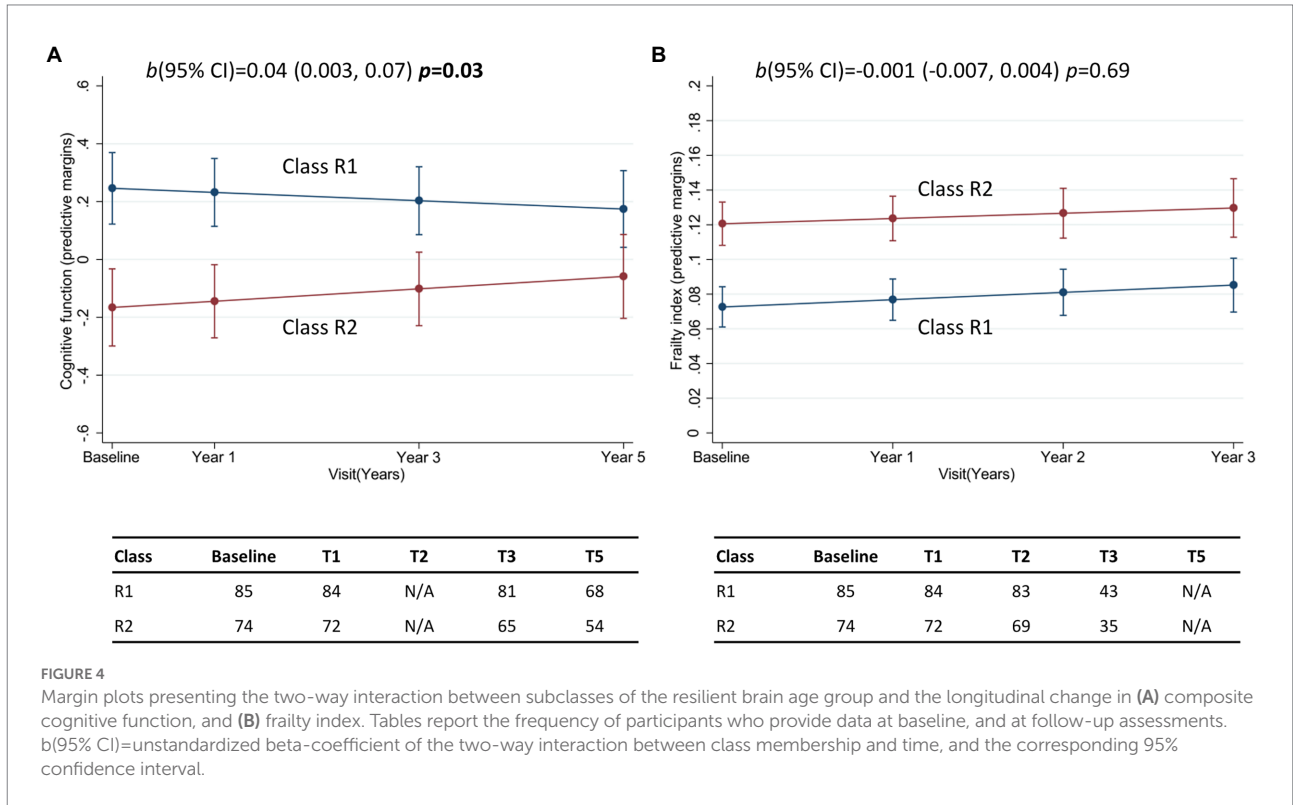 A
b(95% CI)=0.04 (0.003, 0.07) p=0.03
.6
.4
.2
0
-.2
-.4
-.6
Cognitive function (predictive margins)
Class R1
Class R2
Baseline Year 1 Year 3 Year 5
Visit(Years)
B
b(95% CI)=-0.001 (-0.007, 0.004) p=0.69
.2
.18
.16
.14
.12
.1
.08
.06
.04
.02
0
Frailty index (predictive margins)
Class R2
Class R1
Baseline Year 1 Year 2 Year 3
Visit(Years)
Class Baseline T1 T2 T3 T5
R1 85 84 N/A 81 68
R2 74 72 N/A 65 54
Class Baseline T1 T2 T3 T5
R1 85 84 83 43 N/A
R2 74 72 69 35 N/A
FIGURE 4
Margin plots presenting the two-way interaction between subclasses of the resilient brain age group and the longitudinal change in (A) composite
cognitive function, and (B) frailty index. Tables report the frequency of participants who provide data at baseline, and at follow-up assessments.
b(95% CI)=unstandardized beta-coefficient of the two-way interaction between class membership and time, and the corresponding 95%
confidence interval.